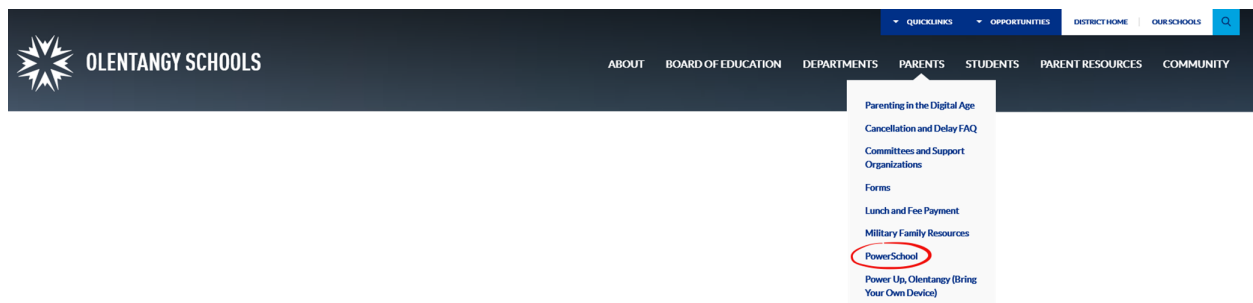 QUICKLINKS OPPORTUNITIES DISTRICT HOME OUR SCHOOLS
OLENTANGY SCHOOLS
ABOUT BOARD OF EDUCATION DEPARTMENTS PARENTS STUDENTS PARENT RESOURCES COMMUNITY
Parenting in the Digital Age
Cancellation and Delay FAQ
Committees and Support
Organizations
Forms
Lunch and Fee Payment
Military Family Resources
PowerSchool
Power Up, Olentangy (Bring
Your Own Device)